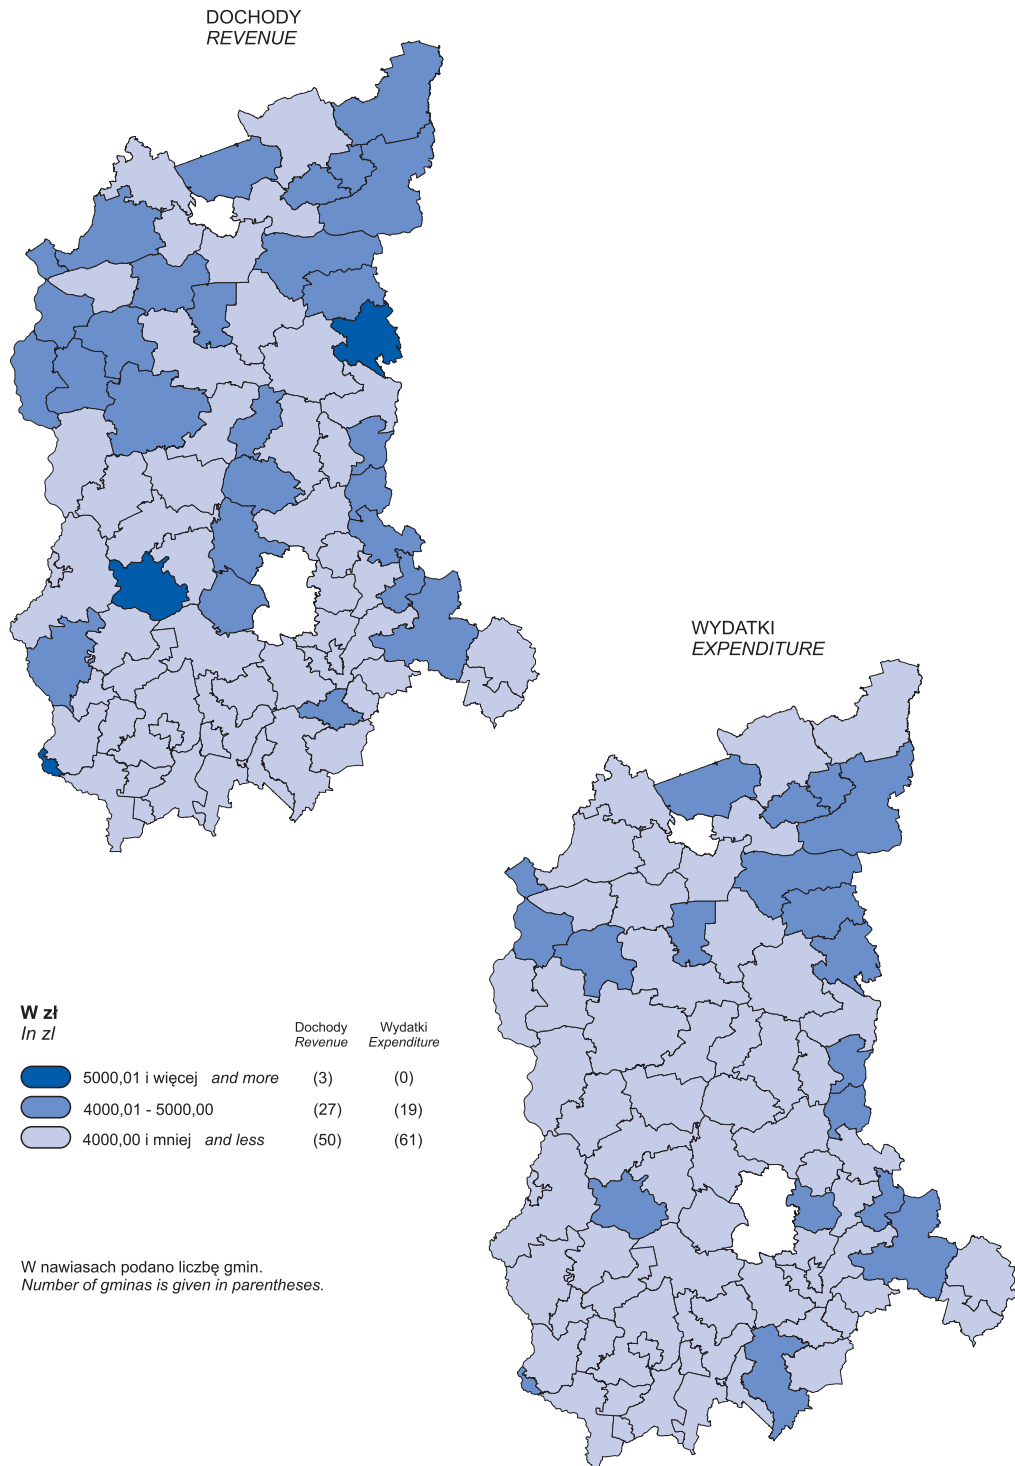 DOCHODY
REVENUE
WYDATKI
EXPENDITURE
W zł
In zl
Dochody Wydatki
Revenue Expenditure
5000,01 i więcej and more (3) (0)
4000,01 - 5000,00 (27) (19)
4000,00 i mniej and less (50) (61)
W nawiasach podano liczbę gmin.
Number of gminas is given in parentheses.